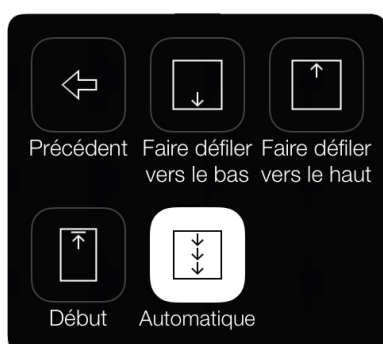 Précédent Faire défiler Faire défiler
vers le bas vers le haut
Début Automatique